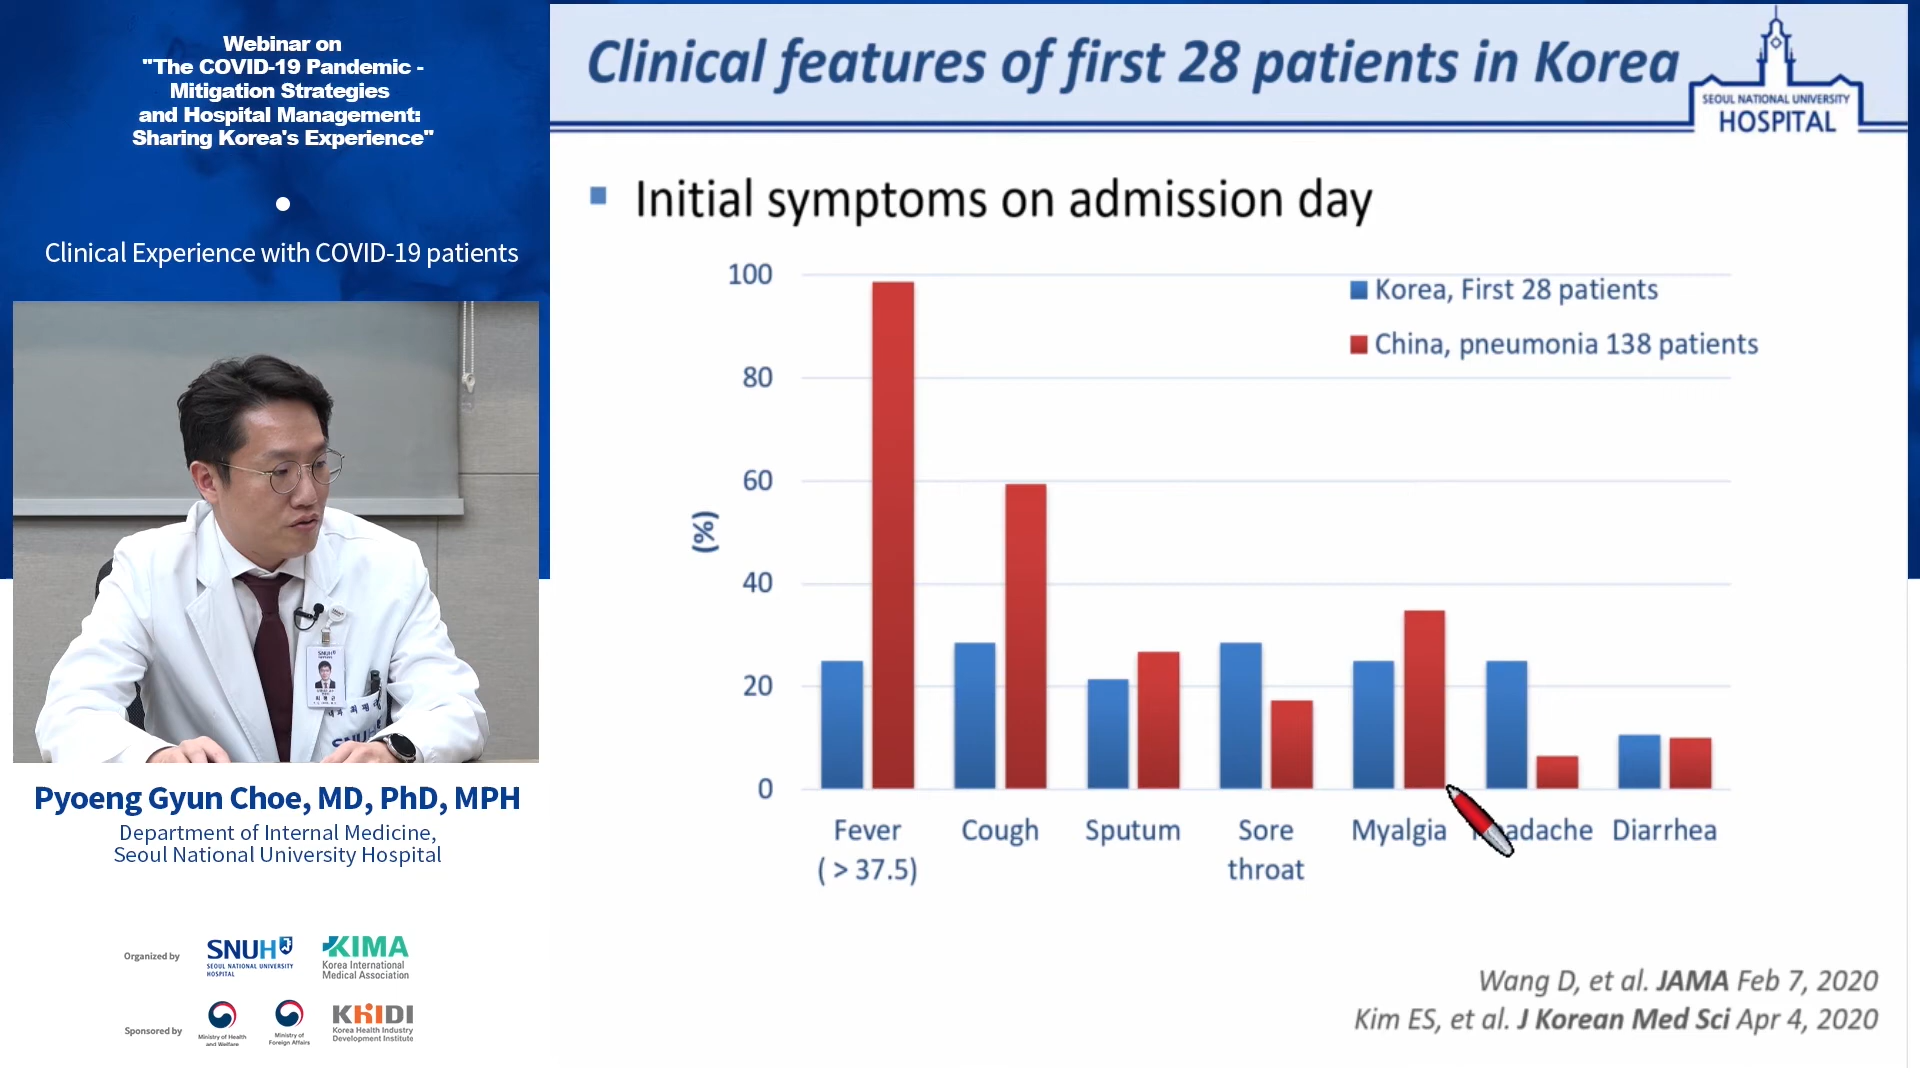 Webinar on
"The COVID-19 Pandemic -
Mitigation Strategies
and Hospital Management:
Sharing Korea's Experience"
Clinical Experience with COVID-19 patients
SNUH
Pyoeng Gyun Choe, MD, PhD, MPH
Department of Internal Medicine,
Seoul National University Hospital
Organized by
SNUH
SEOUL NATIONAL UNIVERSITY
HOSPITAL
KIMA
Korea International
Medical Association
Sponsored by
Ministry of Health
and Welfare
Ministry of
Foreign Affairs
KHIDI
Korea Health Industry
Development Institute
Clinical features of first 28 patients in Korea
SEOUL NATIONAL UNIVERSITY
HOSPITAL
Initial symptoms on admission day
Korea, First 28 patients
China, pneumonia 138 patients
(%)
100
80
60
40
20
0
Fever
( > 37.5)
Cough
Sputum
Sore
throat
Myalgia
adache
Diarrhea
Wang D, et al. JAMA Feb 7, 2020
Kim ES, et al. J Korean Med Sci Apr 4, 2020